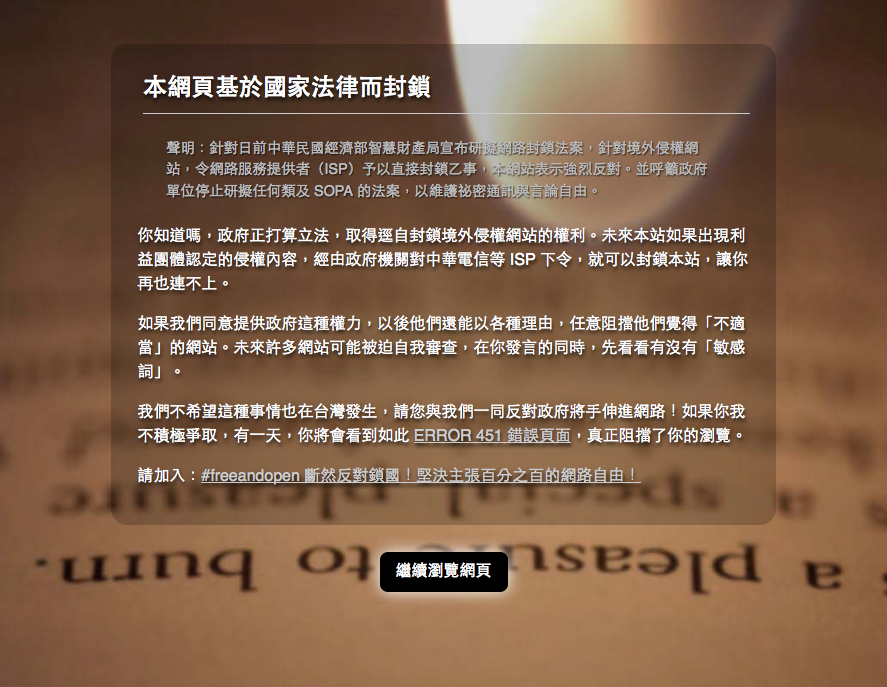 本網頁基於國家法律而封鎖
聲明：針對日前中華民國經濟部智慧財產局宣布研擬網路封鎖法案，針對境外侵權網
站，令網路服務提供者（ISP）予以直接封鎖乙事，本網站表示強烈反對。並呼籲政府
單位停止研擬任何類及 SOPA 的法案，以維護祕密通訊與言論自由。
你知道嗎，政府正打算立法，取得逕自封鎖境外侵權網站的權利。未來本站如果出現利
益團體認定的侵權內容，經由政府機關對中華電信等 ISP 下令，就可以封鎖本站，讓你
再也連不上。
如果我們同意提供政府這種權力，以後他們還能以各種理由，任意阻擋他們覺得「不適
當」的網站。未來許多網站可能被迫自我審查，在你發言的同時，先看看有沒有「敏感
詞」。
我們不希望這種事情也在台灣發生，請您與我們一同反對政府將手伸進網路！如果你我
不積極爭取，有一天，你將會看到如此 ERROR 451 錯誤頁面，真正阻擋了你的瀏覽。
請加入：#freeandopen 斷然反對鎖國！堅決主張百分之百的網路自由！
a special pleasure
a pleasure to burn.
繼續瀏覽網頁